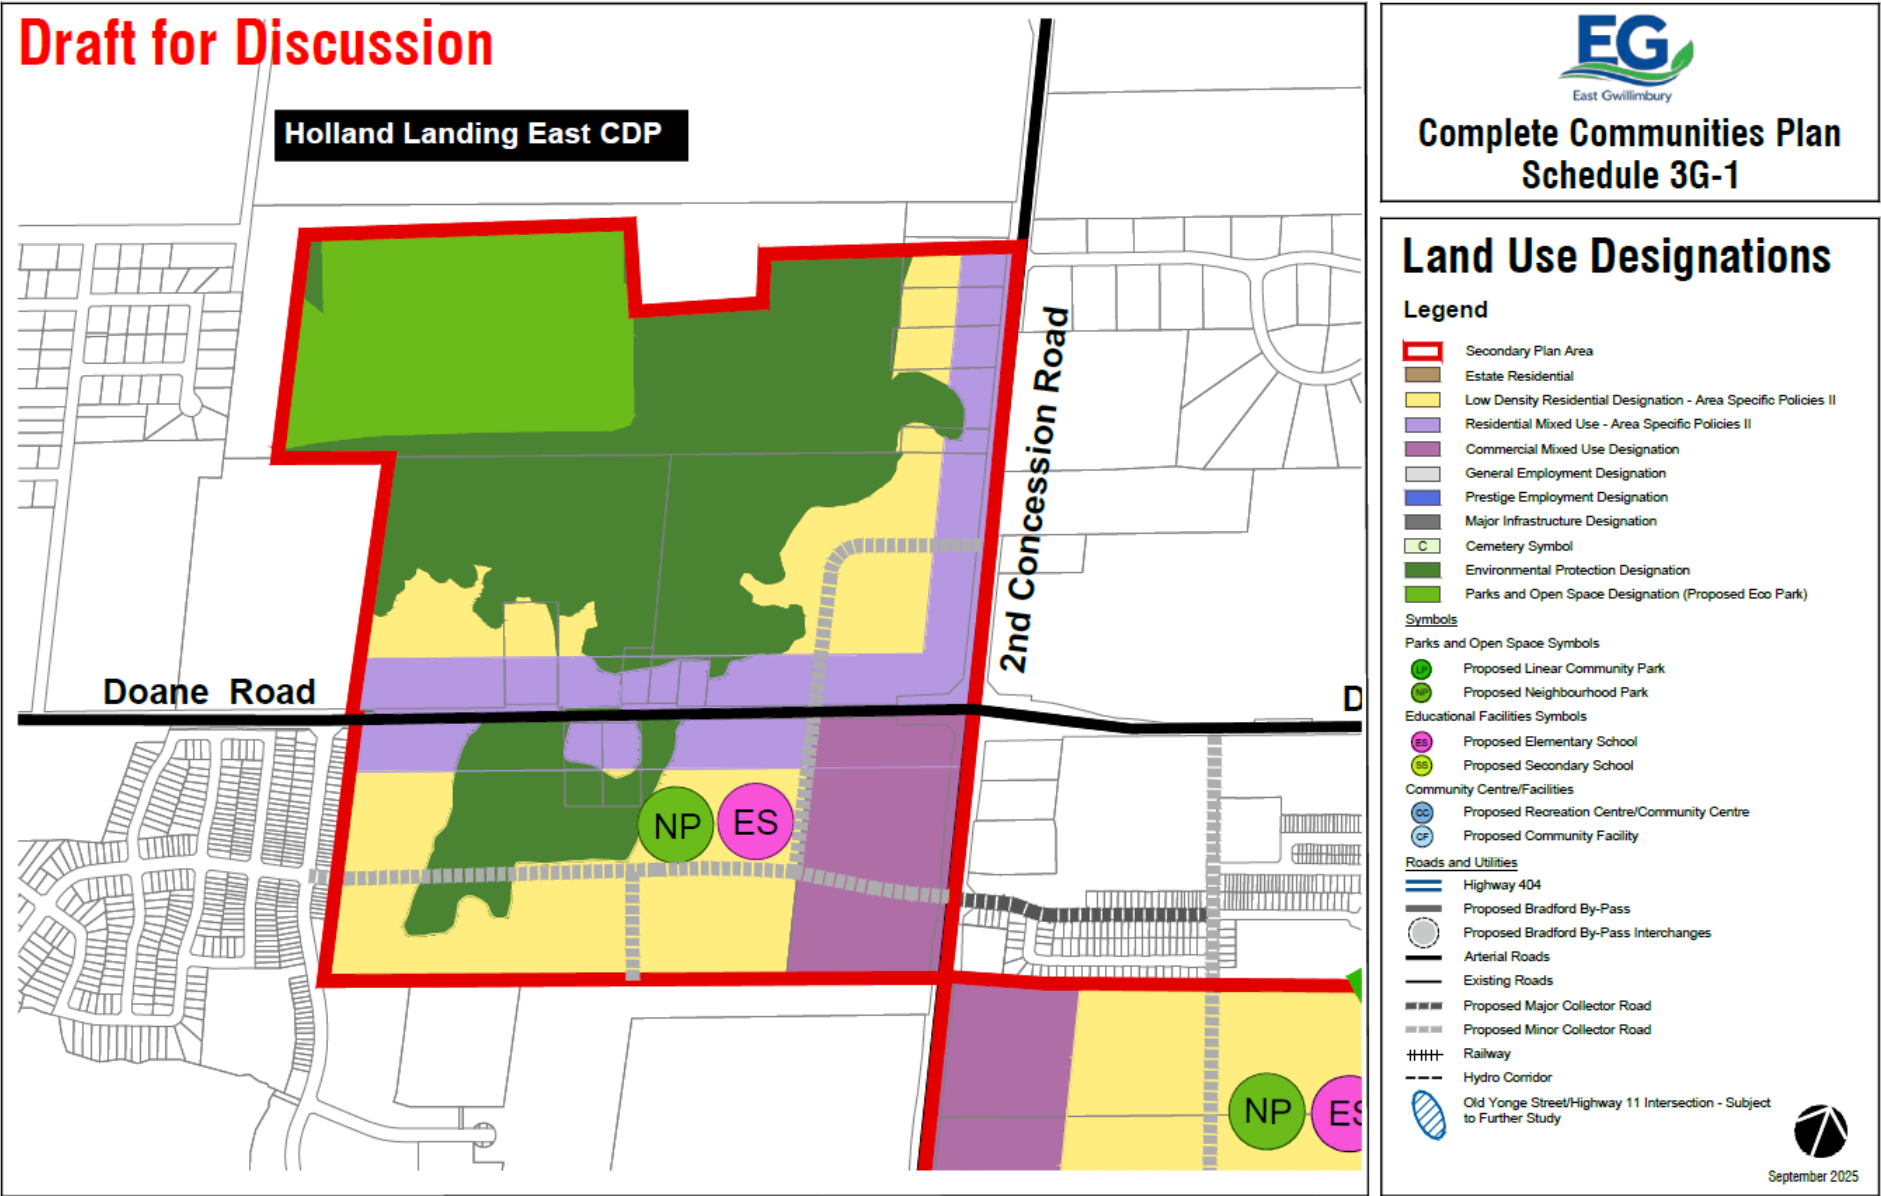 Draft for Discussion
Holland Landing East CDP
2nd Concession Road
Doane Road
D
NP
ES
NP
ES
EG
East Gwillimbury
Complete Communities Plan
Schedule 3G-1
Land Use Designations
Legend
Secondary Plan Area
Estate Residential
Low Density Residential Designation - Area Specific Policies II
Residential Mixed Use - Area Specific Policies II
Commercial Mixed Use Designation
General Employment Designation
Prestige Employment Designation
Major Infrastructure Designation
C Cemetery Symbol
Environmental Protection Designation
Parks and Open Space Designation (Proposed Eco Park)
Symbols
Parks and Open Space Symbols
LP Proposed Linear Community Park
NP Proposed Neighbourhood Park
Educational Facilities Symbols
ES Proposed Elementary School
SS Proposed Secondary School
Community Centre/Facilities
CC Proposed Recreation Centre/Community Centre
CF Proposed Community Facility
Roads and Utilities
Highway 404
Proposed Bradford By-Pass
Proposed Bradford By-Pass Interchanges
Arterial Roads
Existing Roads
Proposed Major Collector Road
Proposed Minor Collector Road
Railway
Hydro Corridor
Old Yonge Street/Highway 11 Intersection - Subject
to Further Study
September 2025